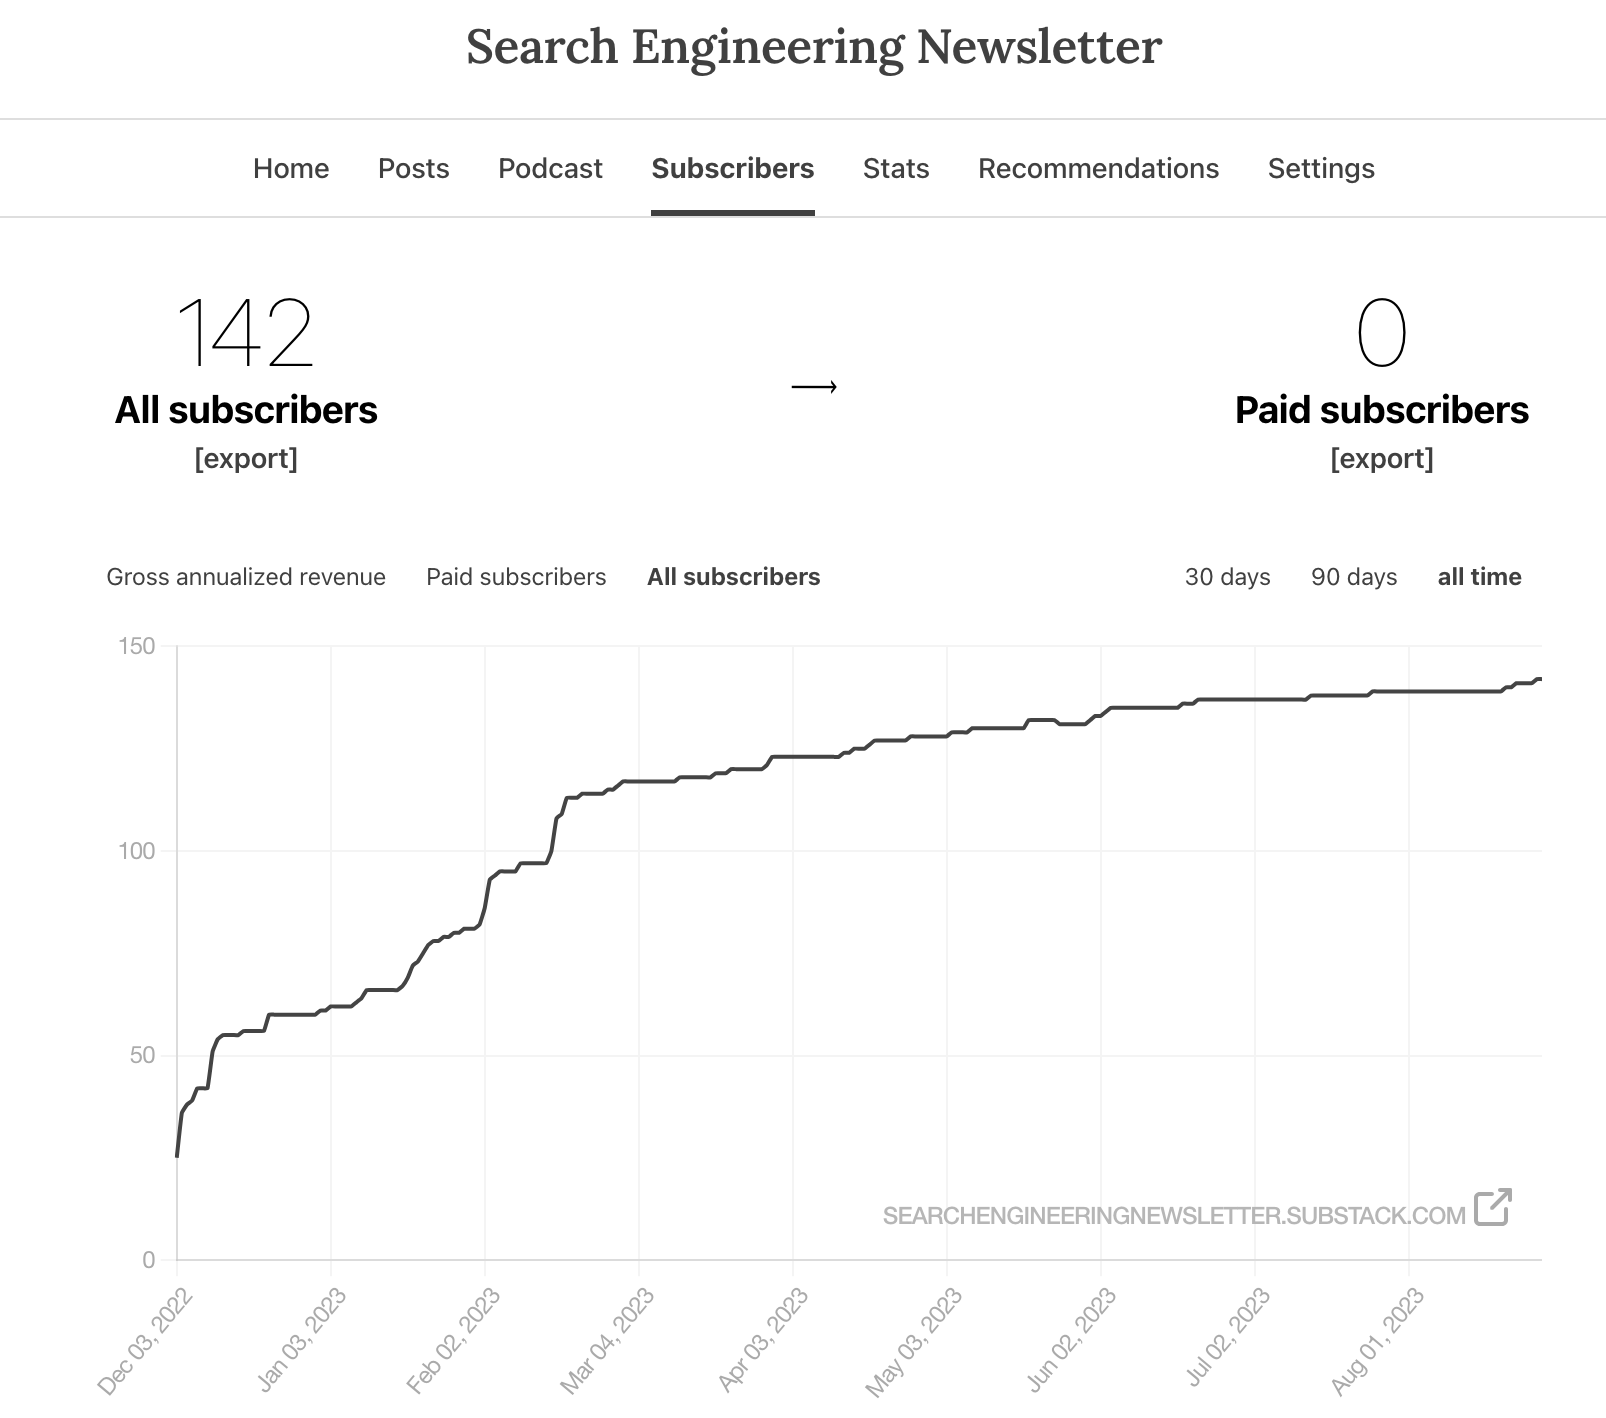 Search Engineering Newsletter
Home Posts Podcast Subscribers Stats Recommendations Settings
142
All subscribers
[export]
→
0
Paid subscribers
[export]
Gross annualized revenue Paid subscribers All subscribers 30 days 90 days all time
150
100
50
0
SEARCHENGINEERINGNEWSLETTER.SUBSTACK.COM
Dec 03, 2022 Jan 03, 2023 Feb 02, 2023 Mar 04, 2023 Apr 03, 2023 May 03, 2023 Jun 02, 2023 Jul 02, 2023 Aug 01, 2023